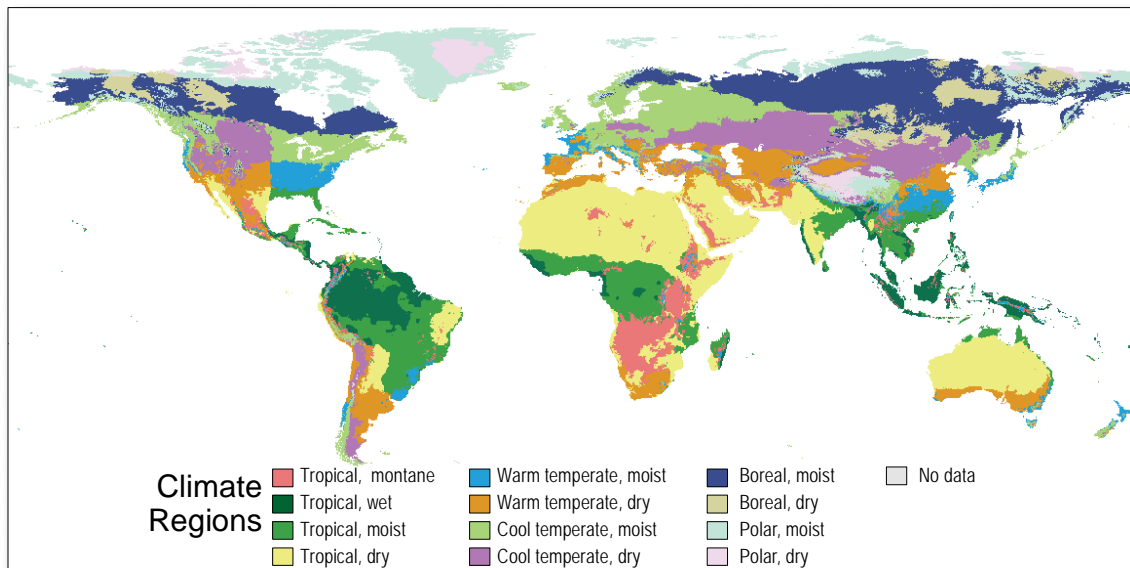 Climate
Regions
Tropical, montane
Tropical, wet
Tropical, moist
Tropical, dry
Warm temperate, moist
Warm temperate, dry
Cool temperate, moist
Cool temperate, dry
Boreal, moist
Boreal, dry
Polar, moist
Polar, dry
No data